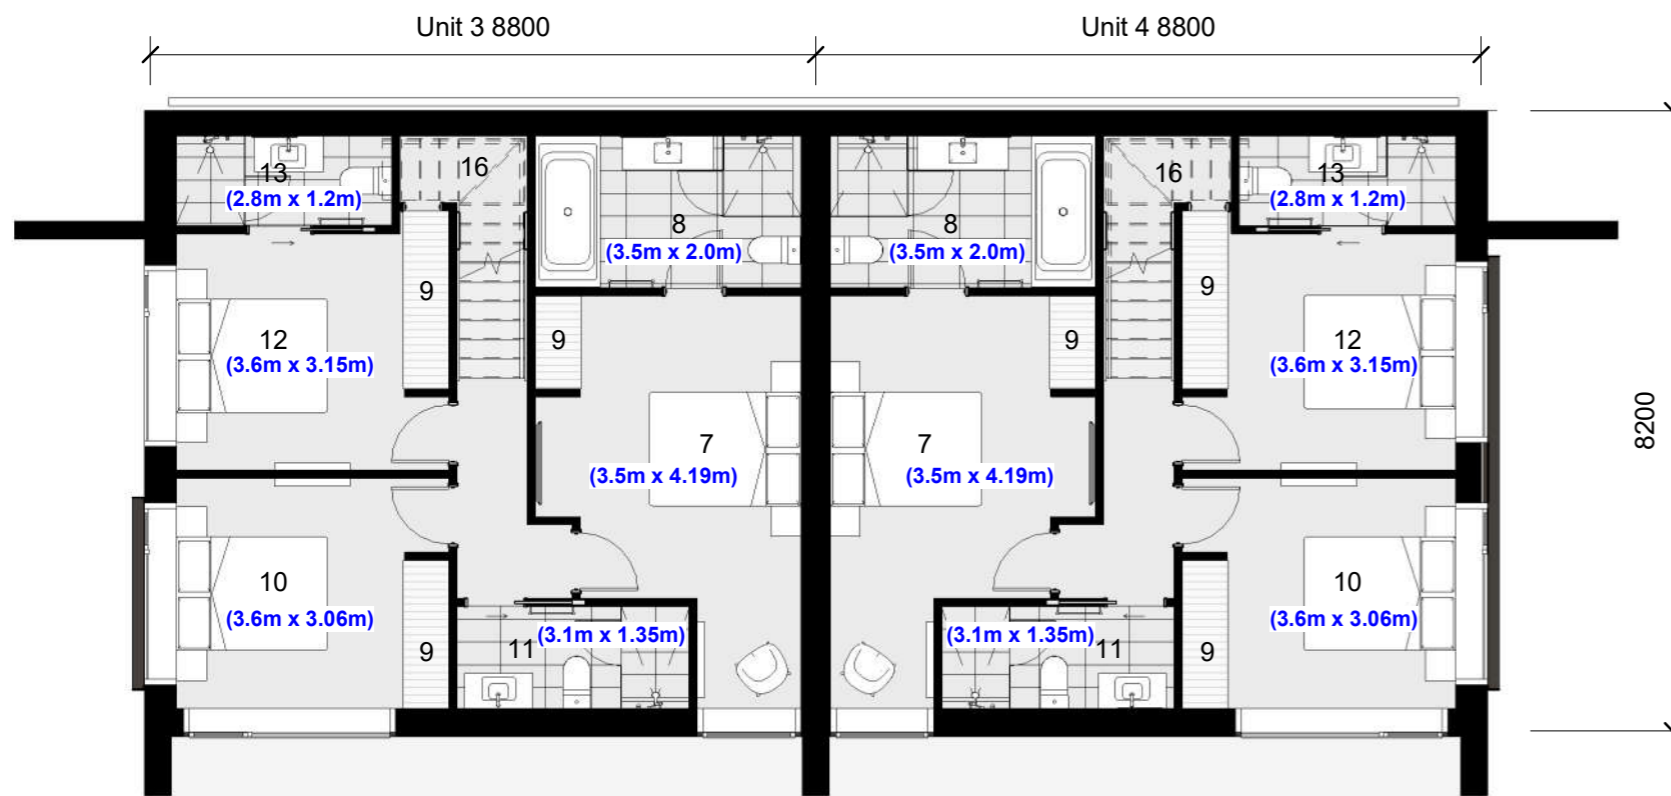 Unit 3 8800
Unit 4 8800
13
(2.8m x 1.2m)
16
8
(3.5m x 2.0m)
8
(3.5m x 2.0m)
16
13
(2.8m x 1.2m)
9
9
12
(3.6m x 3.15m)
9
9
12
(3.6m x 3.15m)
8200
7
(3.5m x 4.19m)
7
(3.5m x 4.19m)
10
(3.6m x 3.06m)
10
(3.6m x 3.06m)
9
11
(3.1m x 1.35m)
(3.1m x 1.35m)
11
9